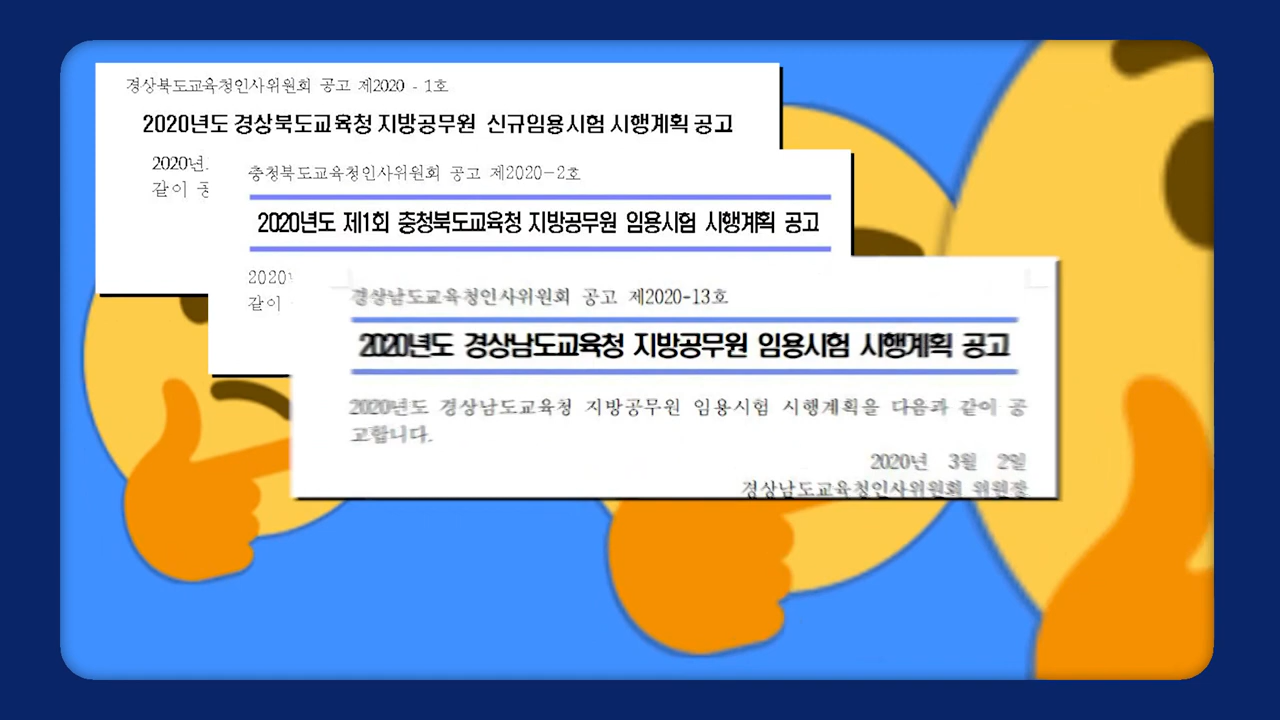 경상북도교육청인사위원회 공고 제2020 - 1호
2020년도 경상북도교육청 지방공무원 신규임용시험 시행계획 공고
2020년
같이 공
충청북도교육청인사위원회 공고 제2020-2호
2020년도 제1회 충청북도교육청 지방공무원 임용시험 시행계획 공고
2020
같이
경상남도교육청인사위원회 공고 제2020-13호
2020년도 경상남도교육청 지방공무원 임용시험 시행계획 공고
2020년도 경상남도교육청 지방공무원 임용시험 시행계획을 다음과 같이 공
고합니다.
2020년 3월 2일
경상남도교육청인사위원회 위원장